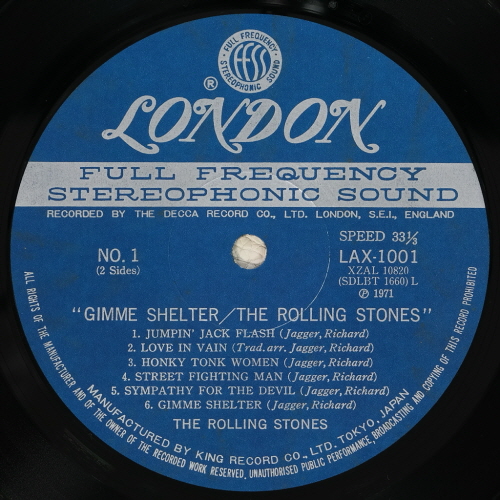 FULL FREQUENCY
FFSS
STEREOPHONIC SOUND
®
LONDON
FULL FREQUENCY
STEREOPHONIC SOUND
RECORDED BY THE DECCA RECORD CO., LTD. LONDON, S.E.I., ENGLAND
NO. 1
(2 Sides)
SPEED 33⅓
LAX-1001
XZAL 10820
(SDLBT 1660) L
Ⓟ 1971
"GIMME SHELTER/THE ROLLING STONES"
1. JUMPIN' JACK FLASH (Jagger, Richard)
2. LOVE IN VAIN (Trad. arr. Jagger, Richard)
3. HONKY TONK WOMEN (Jagger, Richard)
4. STREET FIGHTING MAN (Jagger, Richard)
5. SYMPATHY FOR THE DEVIL (Jagger, Richard)
6. GIMME SHELTER (Jagger, Richard)
THE ROLLING STONES
MANUFACTURED BY KING RECORD CO., LTD. TOKYO, JAPAN
ALL RIGHTS OF THE MANUFACTURER AND OF THE OWNER OF THE RECORDED WORK RESERVED, UNAUTHORISED PUBLIC PERFORMANCE, BROADCASTING AND COPYING OF THIS RECORD PROHIBITED